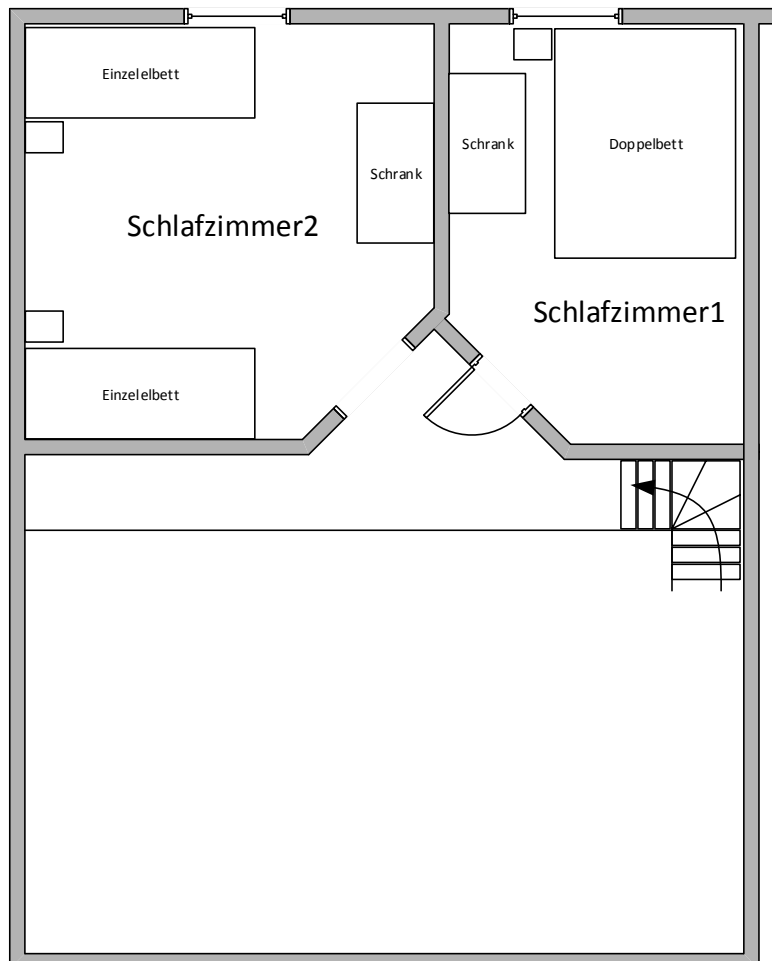 Einzelelbett
Schrank
Schrank
Doppelbett
Schlafzimmer2
Schlafzimmer1
Einzelelbett